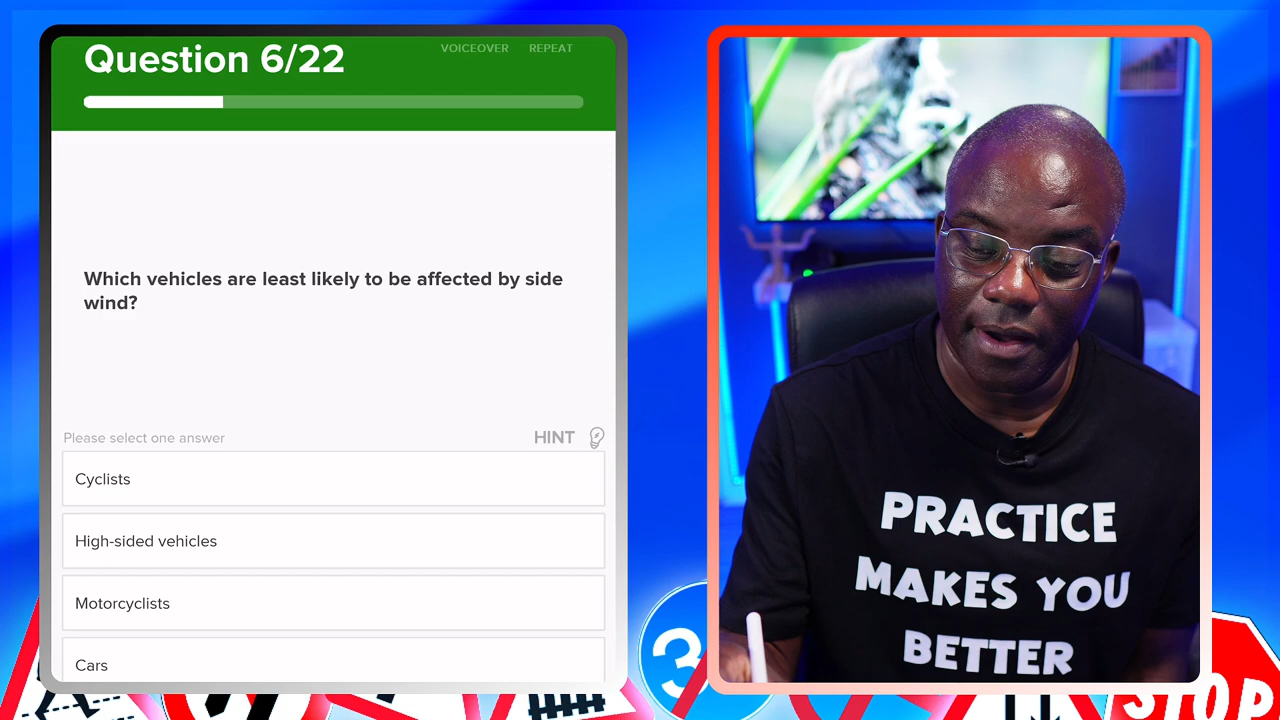 Question 6/22
VOICEOVER REPEAT
Which vehicles are least likely to be affected by side
wind?
Please select one answer
HINT
Cyclists
High-sided vehicles
Motorcyclists
Cars
PRACTICE
MAKES YOU
BETTER
3
STOP